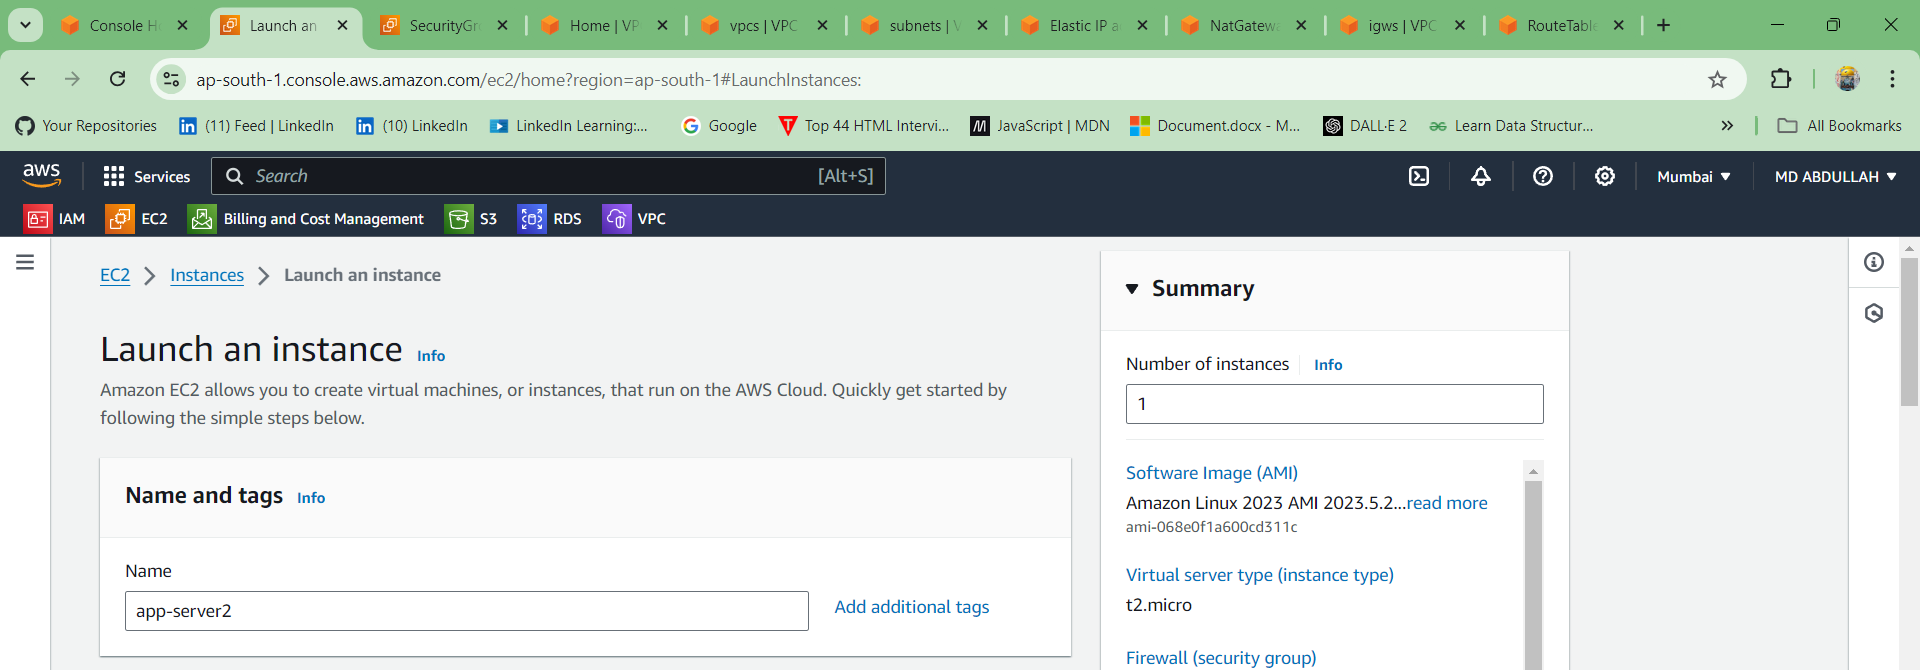 Console H
Launch an
SecurityGr
Home | VP
vpcs | VPC
subnets | V
Elastic IP a
NatGatewa
igws | VPC
RouteTable
ap-south-1.console.aws.amazon.com/ec2/home?region=ap-south-1#LaunchInstances:
Your Repositories
(11) Feed | LinkedIn
(10) LinkedIn
LinkedIn Learning:...
Google
Top 44 HTML Intervi...
JavaScript | MDN
Document.docx - M...
DALL·E 2
Learn Data Structur...
All Bookmarks
aws
Services
Search
[Alt+S]
Mumbai
MD ABDULLAH
IAM
EC2
Billing and Cost Management
S3
RDS
VPC
EC2 > Instances > Launch an instance
Launch an instance Info
Amazon EC2 allows you to create virtual machines, or instances, that run on the AWS Cloud. Quickly get started by
following the simple steps below.
Name and tags Info
Name
app-server2
Add additional tags
Summary
Number of instances Info
1
Software Image (AMI)
Amazon Linux 2023 AMI 2023.5.2...read more
ami-068e0f1a600cd311c
Virtual server type (instance type)
t2.micro
Firewall (security group)